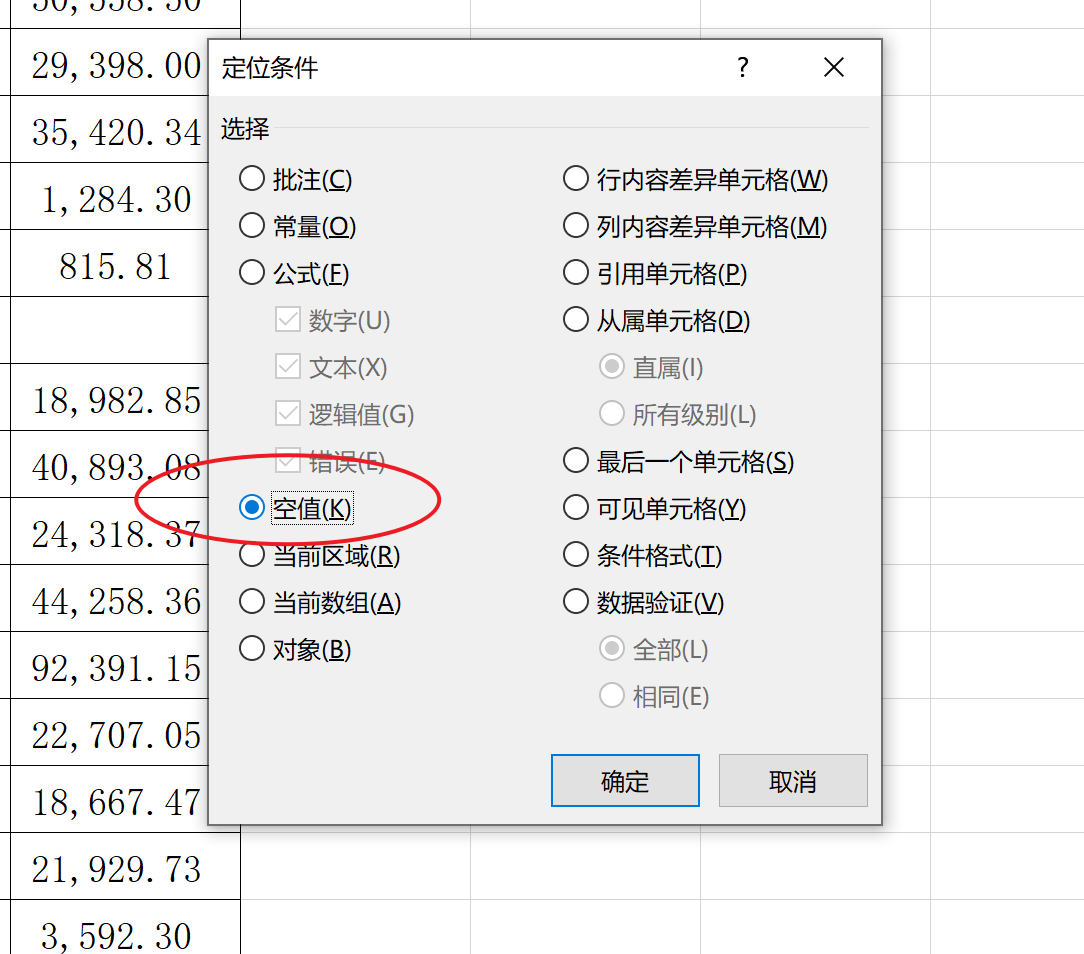 29,398.00
35,420.34
1,284.30
815.81
18,982.85
40,893.08
24,318.37
44,258.36
92,391.15
22,707.05
18,667.47
21,929.73
3,592.30
定位条件
?
选择
批注(C)
常量(O)
公式(F)
数字(U)
文本(X)
逻辑值(G)
错误(E)
空值(K)
当前区域(R)
当前数组(A)
对象(B)
行内容差异单元格(W)
列内容差异单元格(M)
引用单元格(P)
从属单元格(D)
直属(I)
所有级别(L)
最后一个单元格(S)
可见单元格(Y)
条件格式(T)
数据验证(V)
全部(L)
相同(E)
确定
取消